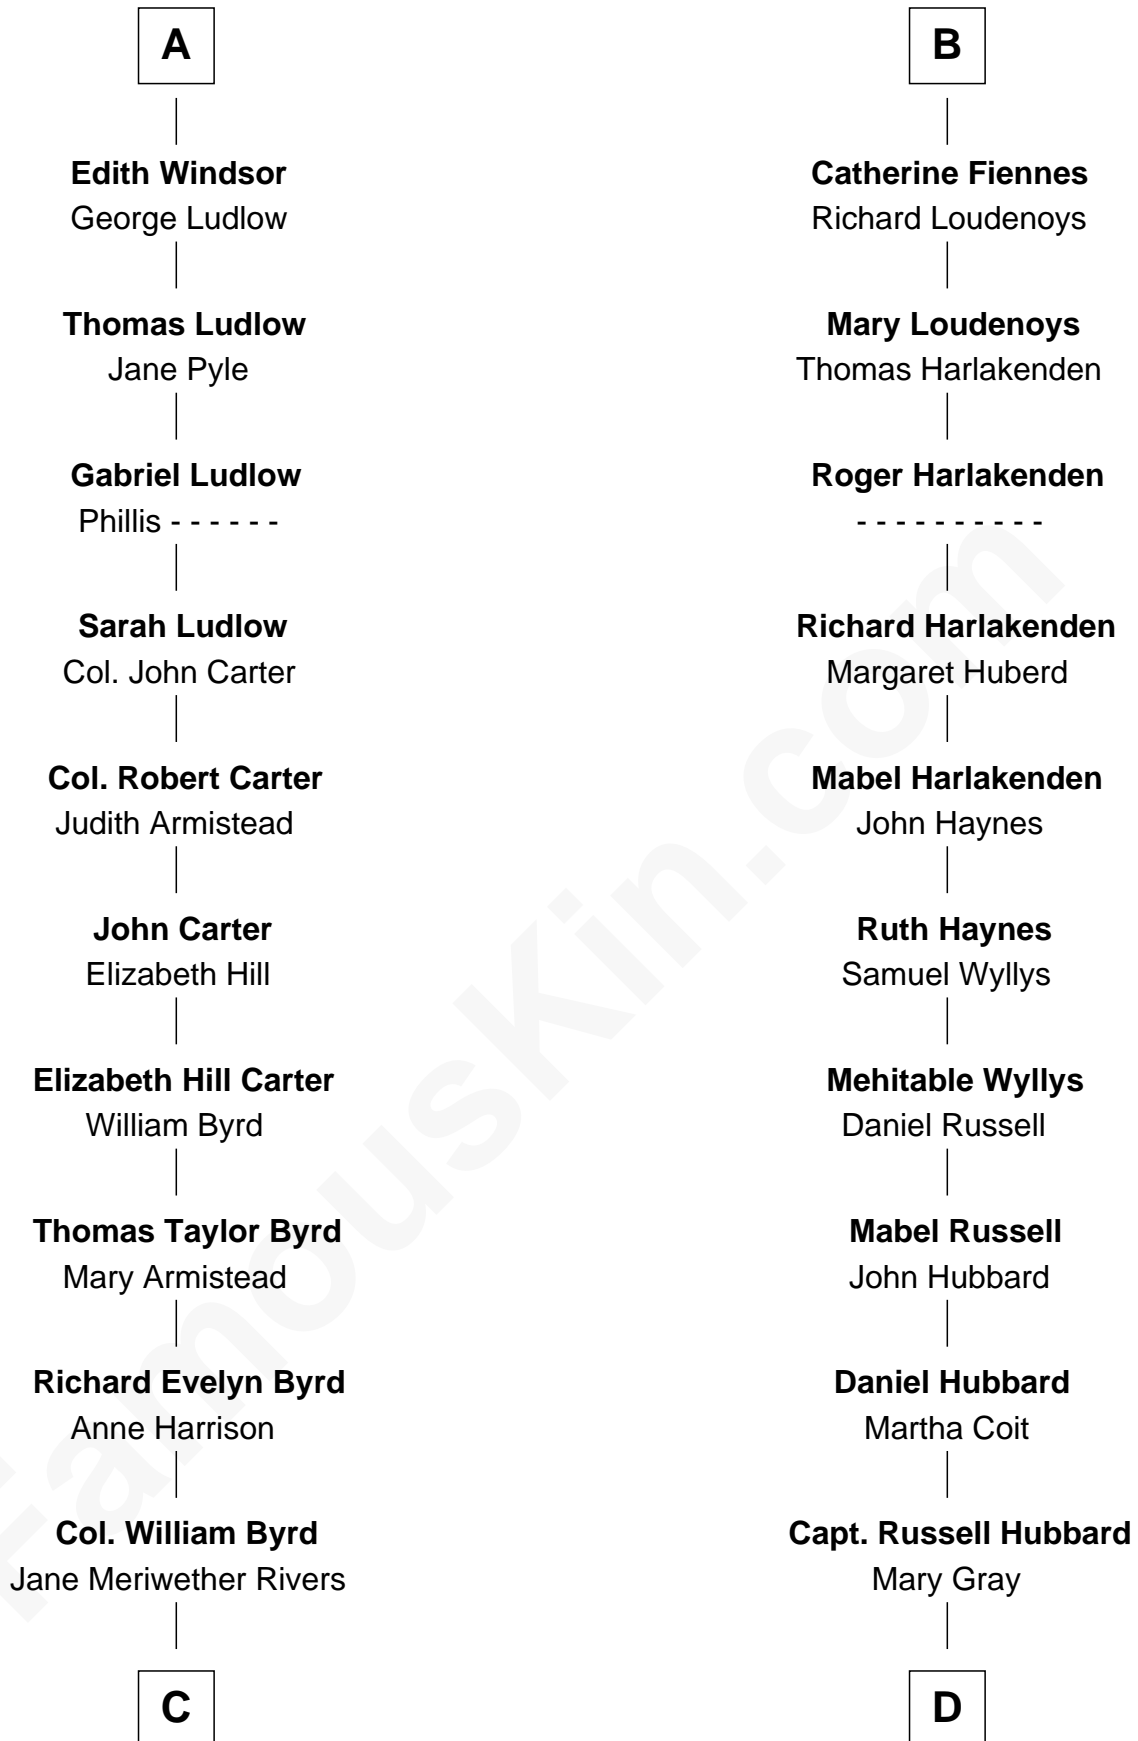 A
Edith Windsor
George Ludlow
Thomas Ludlow
Jane Pyle
Gabriel Ludlow
Phillis - - - - - -
Sarah Ludlow
Col. John Carter
Col. Robert Carter
Judith Armistead
John Carter
Elizabeth Hill
Elizabeth Hill Carter
William Byrd
Thomas Taylor Byrd
Mary Armistead
Richard Evelyn Byrd
Anne Harrison
Col. William Byrd
Jane Meriwether Rivers
C
B
Catherine Fiennes
Richard Loudenoys
Mary Loudenoys
Thomas Harlakenden
Roger Harlakenden
- - - - - - - - - -
Richard Harlakenden
Margaret Huberd
Mabel Harlakenden
John Haynes
Ruth Haynes
Samuel Wyllys
Mehitable Wyllys
Daniel Russell
Mabel Russell
John Hubbard
Daniel Hubbard
Martha Coit
Capt. Russell Hubbard
Mary Gray
D
FamousKin.com